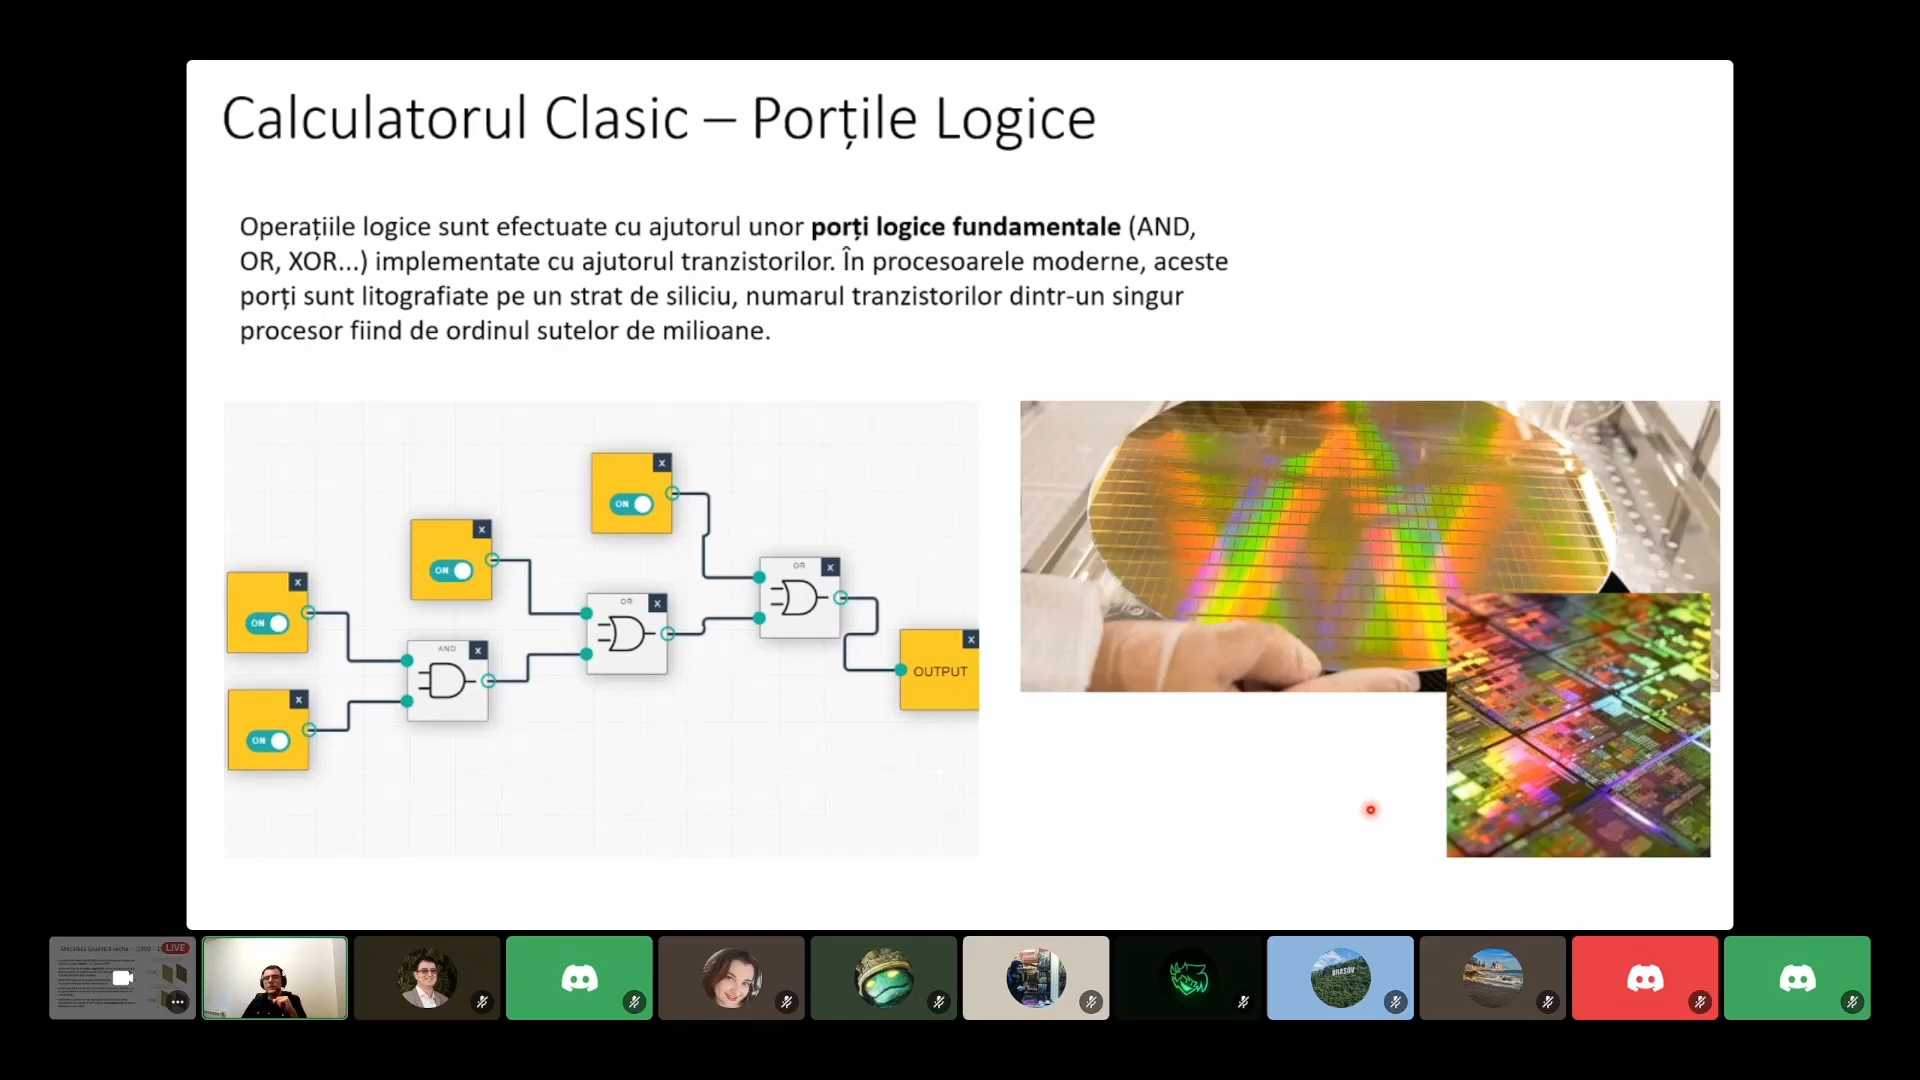 Calculatorul Clasic – Porțile Logice
Operațiile logice sunt efectuate cu ajutorul unor porți logice fundamentale (AND,
OR, XOR...) implementate cu ajutorul tranzistorilor. În procesoarele moderne, aceste
porți sunt litografiate pe un strat de siliciu, numarul tranzistorilor dintr-un singur
procesor fiind de ordinul sutelor de milioane.
X
ON
X
ON
OR
X
X
ON
OR
X
X
ON
AND
X
X
OUTPUT
X
ON
LIVE
BRASOV